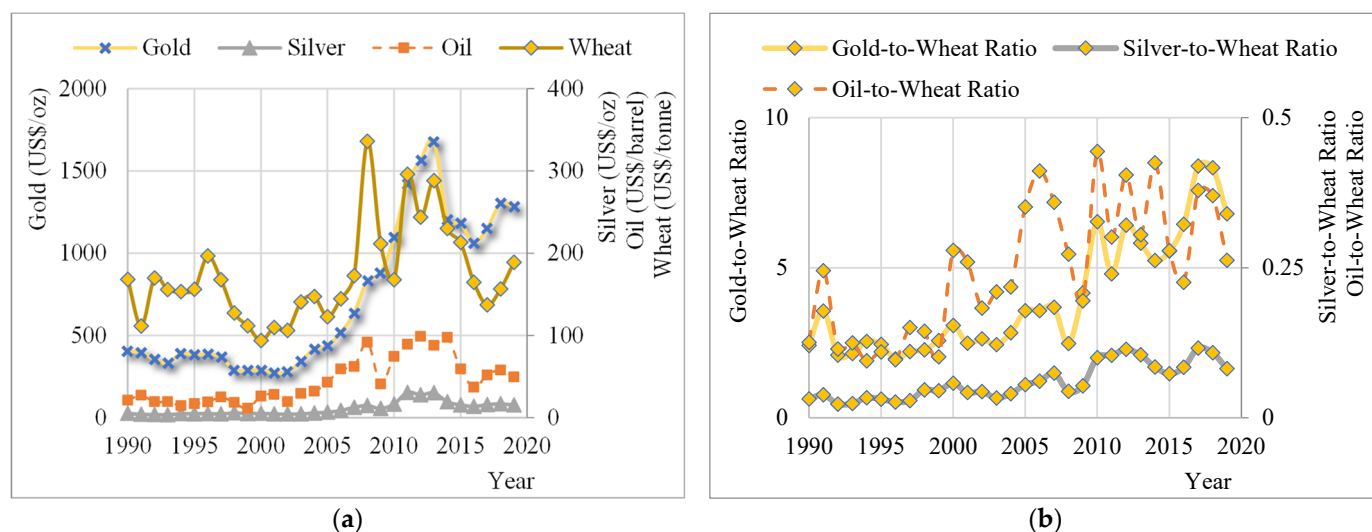 Gold Silver Oil Wheat
2000
1500
1000
500
0
Gold (US$/oz)
400
300
200
100
0
Silver (US$/oz)
Oil (US$/barrel)
Wheat (US$/tonne)
1990 1995 2000 2005 2010 2015 2020
Year
(a)
Gold-to-Wheat Ratio Silver-to-Wheat Ratio
Oil-to-Wheat Ratio
10
5
0
Gold-to-Wheat Ratio
0.5
0.25
0
Silver-to-Wheat Ratio
Oil-to-Wheat Ratio
1990 1995 2000 2005 2010 2015 2020
Year
(b)